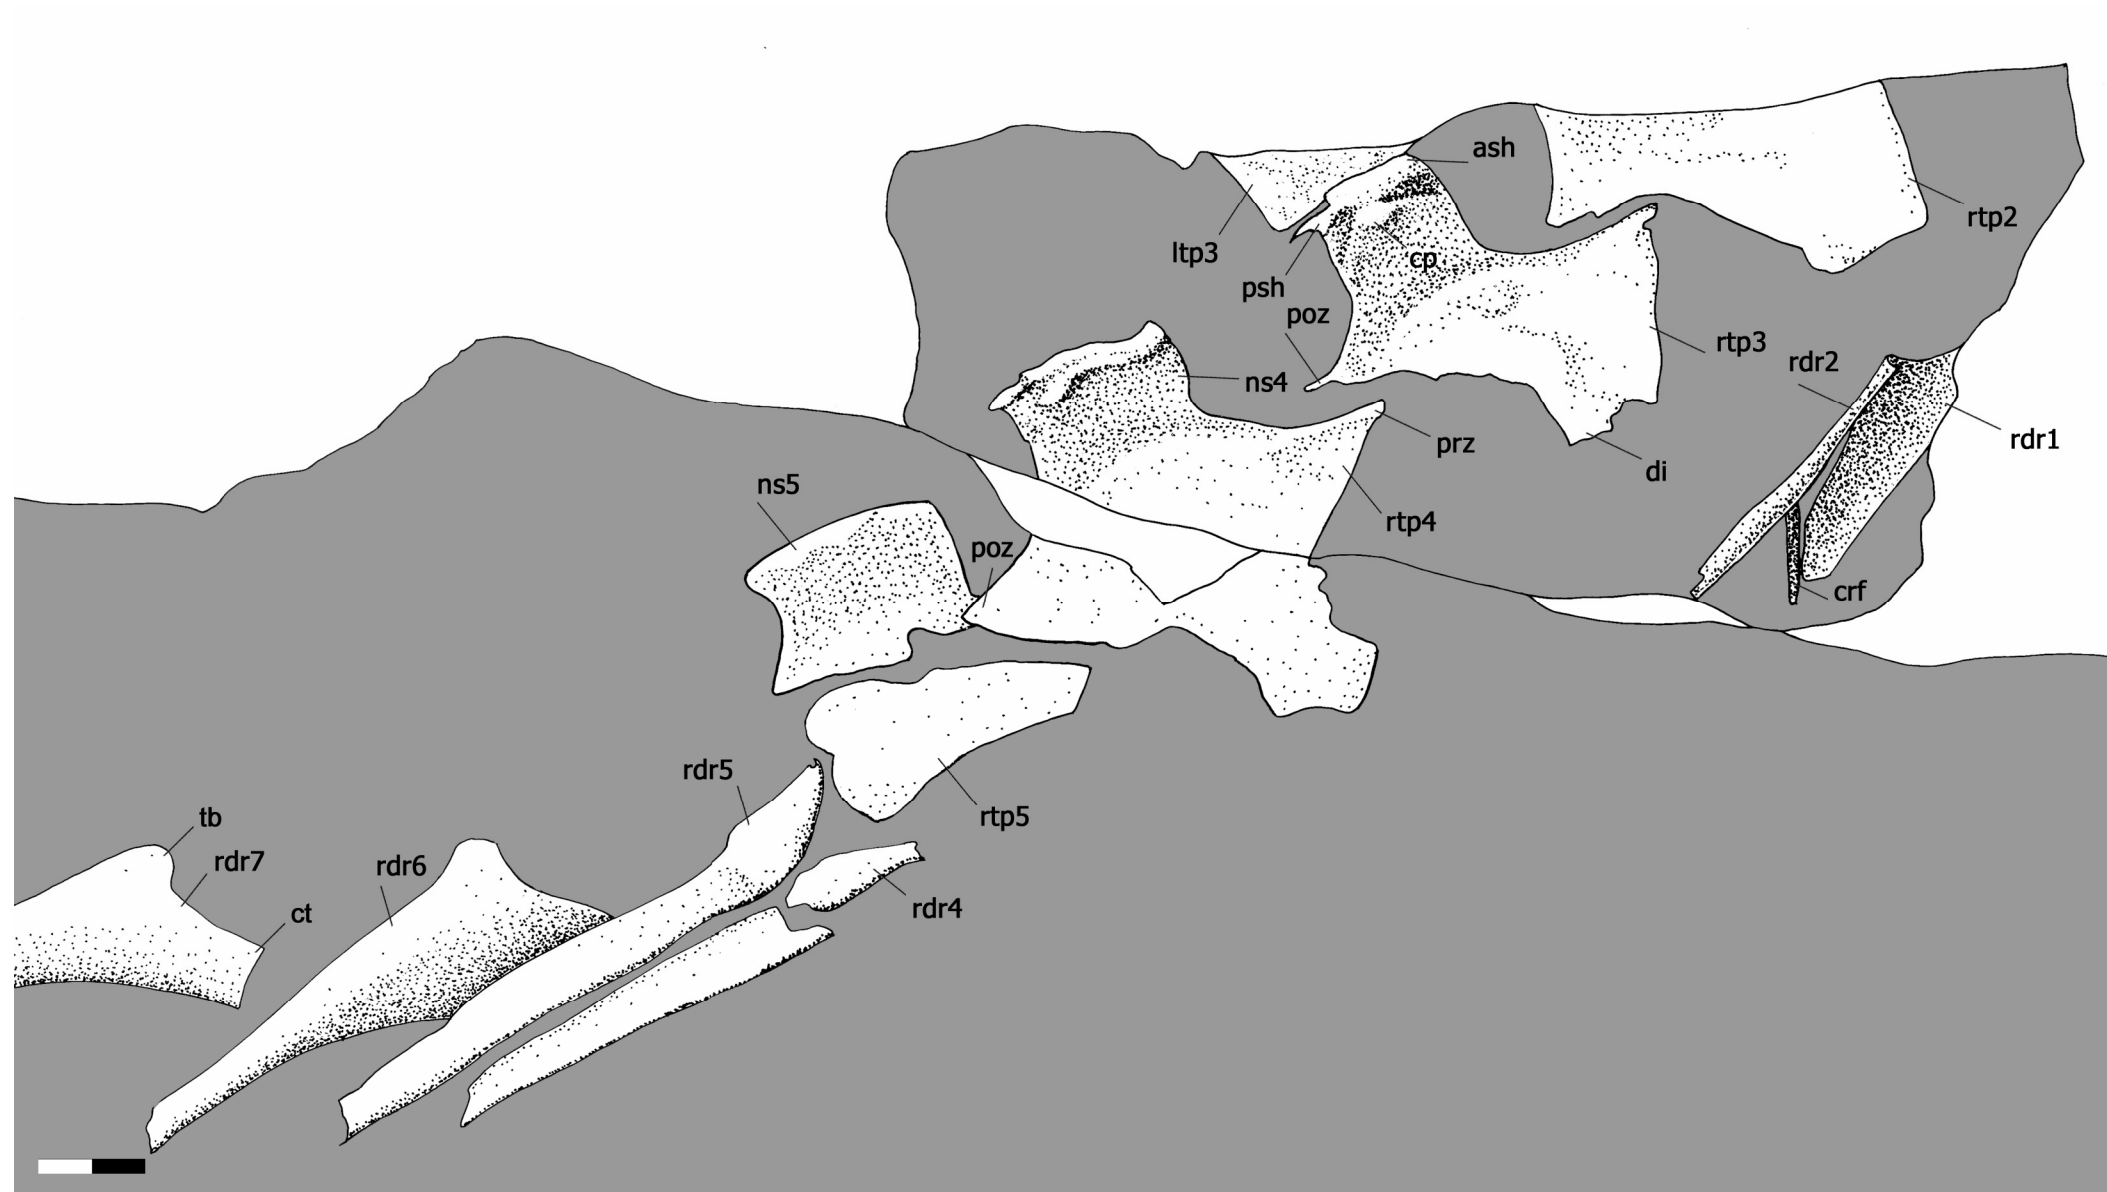 ash
rtp2
ltp3
cp
psh
poz
rtp3
rdr2
ns4
rdr1
prz
di
ns5
rtp4
poz
crf
rdr5
rtp5
tb
rdr7
rdr6
ct
rdr4